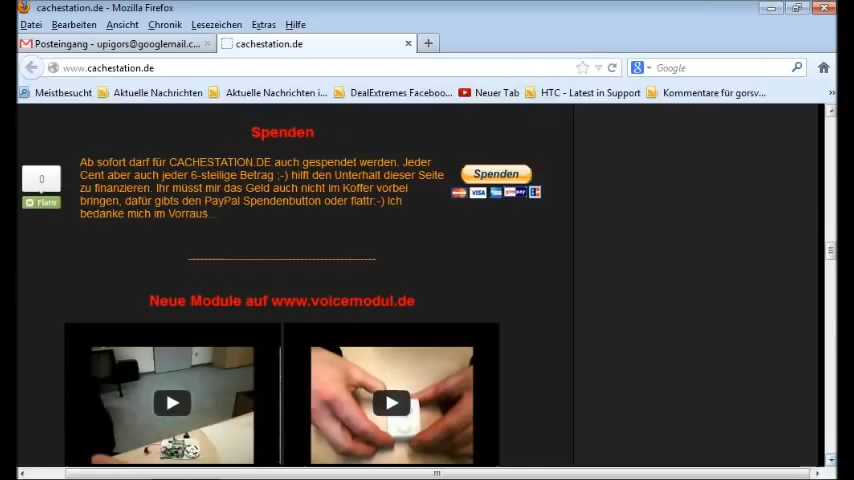 cachestation.de - Mozilla Firefox
Datei Bearbeiten Ansicht Chronik Lesezeichen Extras Hilfe
Posteingang - upigors@googlemail.c...
cachestation.de
www.cachestation.de
Google
Meistbesucht Aktuelle Nachrichten Aktuelle Nachrichten i... DealExtremes Faceboo... Neuer Tab HTC - Latest in Support Kommentare für gorsv...
Spenden
Ab sofort darf für CACHESTATION.DE auch gespendet werden. Jeder
Cent aber auch jeder 6-stellige Betrag ;-) hilft den Unterhalt dieser Seite
zu finanzieren. Ihr müsst mir das Geld auch nicht im Koffer vorbei
bringen, dafür gibts den PayPal Spendenbutton oder flattr:-) Ich
bedanke mich im Vorraus...
0
Flattr
Spenden
VISA
Neue Module auf www.voicemodul.de